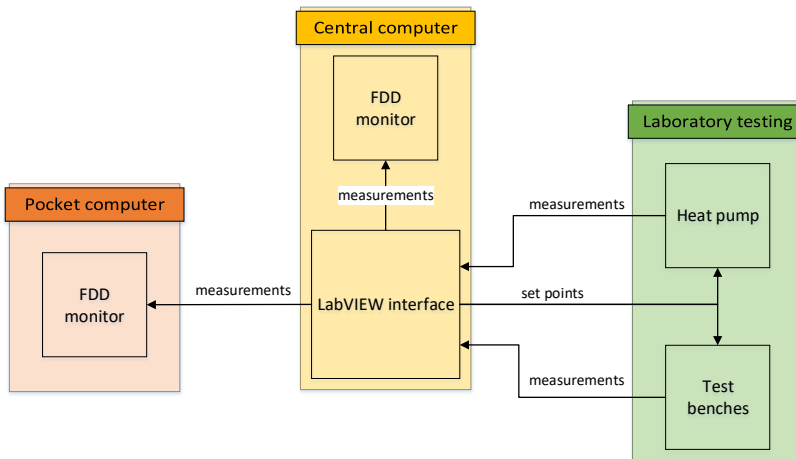 Central computer
FDD
monitor
measurements
LabVIEW interface
Pocket computer
FDD
monitor
measurements
Laboratory testing
measurements
Heat pump
set points
measurements
Test
benches